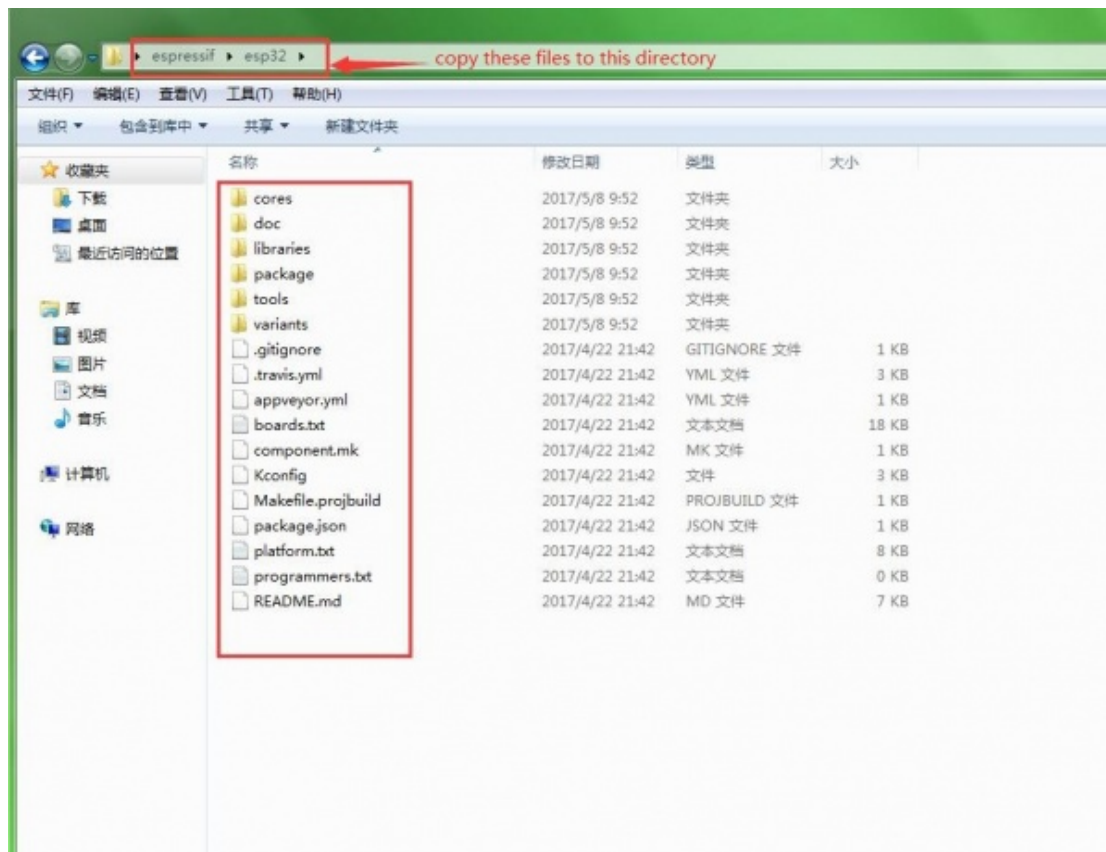 espressif ▸ esp32 ▸ copy these files to this directory
文件(F) 编辑(E) 查看(V) 工具(T) 帮助(H)
组织 包含到库中 共享 新建文件夹
收藏夹
下载
桌面
最近访问的位置
库
视频
图片
文档
音乐
计算机
网络
名称 修改日期 类型 大小
cores 2017/5/8 9:52 文件夹
doc 2017/5/8 9:52 文件夹
libraries 2017/5/8 9:52 文件夹
package 2017/5/8 9:52 文件夹
tools 2017/5/8 9:52 文件夹
variants 2017/5/8 9:52 文件夹
.gitignore 2017/4/22 21:42 GITIGNORE 文件 1 KB
.travis.yml 2017/4/22 21:42 YML 文件 3 KB
appveyor.yml 2017/4/22 21:42 YML 文件 1 KB
boards.txt 2017/4/22 21:42 文本文档 18 KB
component.mk 2017/4/22 21:42 MK 文件 1 KB
Kconfig 2017/4/22 21:42 文件 3 KB
Makefile.projbuild 2017/4/22 21:42 PROJBUILD 文件 1 KB
package.json 2017/4/22 21:42 JSON 文件 1 KB
platform.txt 2017/4/22 21:42 文本文档 8 KB
programmers.txt 2017/4/22 21:42 文本文档 0 KB
README.md 2017/4/22 21:42 MD 文件 7 KB